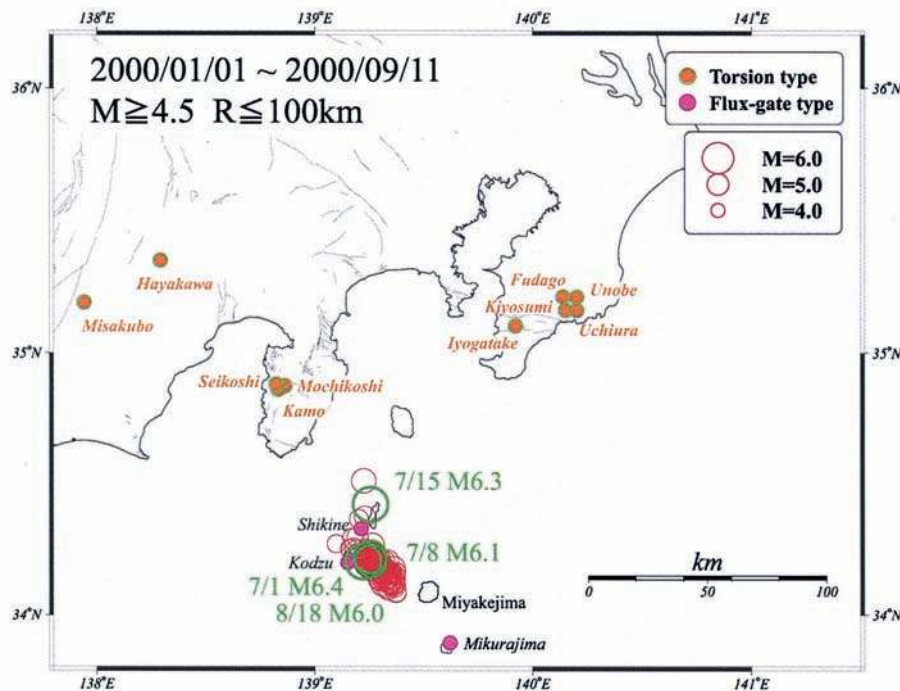 138°E
139°E
140°E
141°E
2000/01/01 ~ 2000/09/11
M≧4.5 R≦100km
Torsion type
Flux-gate type
M=6.0
M=5.0
M=4.0
36°N
36°N
Hayakawa
Misakubo
Fudago
Unobe
Kiyosumi
Uchiura
Iyogatake
35°N
35°N
Seikoshi
Mochikoshi
Kamo
7/15 M6.3
Shikine
7/8 M6.1
Kodzu
7/1 M6.4
8/18 M6.0
Miyakejima
km
0
50
100
34°N
34°N
Mikurajima
138°E
139°E
140°E
141°E